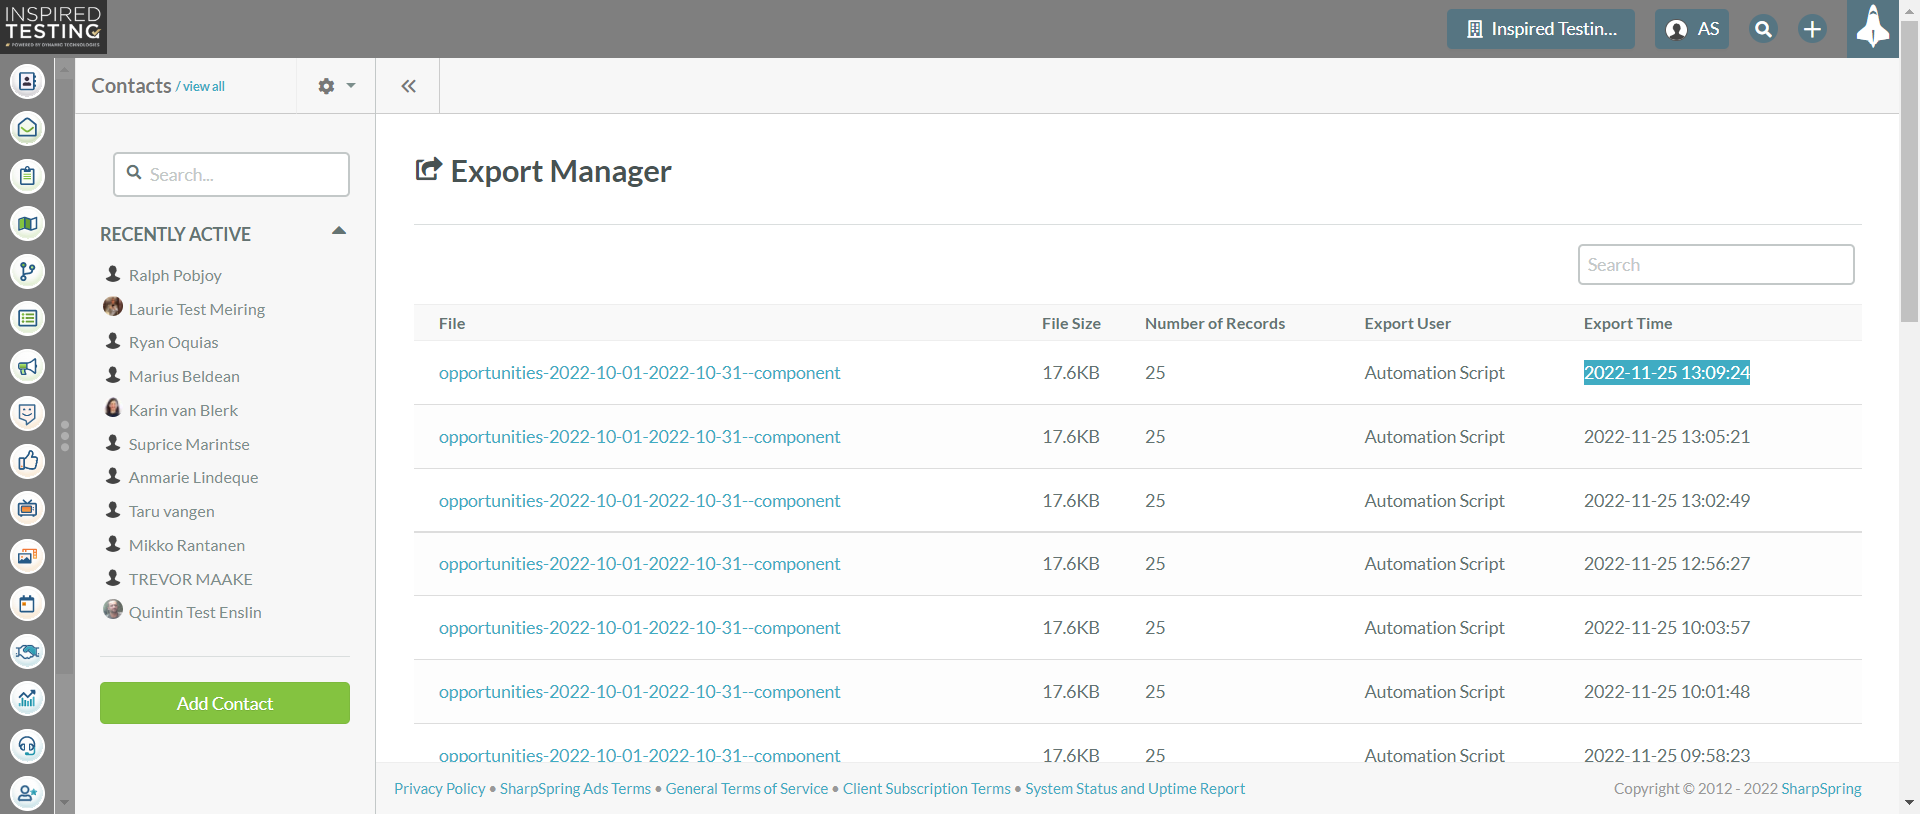 INSPIRED
TESTING
POWERED BY DYNAMIC TECHNOLOGIES
Inspired Testin...
AS
Contacts / view all
Search...
RECENTLY ACTIVE
Ralph Pobjoy
Laurie Test Meiring
Ryan Oquias
Marius Beldean
Karin van Blerk
Suprice Marintse
Anmarie Lindeque
Taru vangen
Mikko Rantanen
TREVOR MAAKE
Quintin Test Enslin
Add Contact
Export Manager
Search
File File Size Number of Records Export User Export Time
opportunities-2022-10-01-2022-10-31--component 17.6KB 25 Automation Script 2022-11-25 13:09:24
opportunities-2022-10-01-2022-10-31--component 17.6KB 25 Automation Script 2022-11-25 13:05:21
opportunities-2022-10-01-2022-10-31--component 17.6KB 25 Automation Script 2022-11-25 13:02:49
opportunities-2022-10-01-2022-10-31--component 17.6KB 25 Automation Script 2022-11-25 12:56:27
opportunities-2022-10-01-2022-10-31--component 17.6KB 25 Automation Script 2022-11-25 10:03:57
opportunities-2022-10-01-2022-10-31--component 17.6KB 25 Automation Script 2022-11-25 10:01:48
opportunities-2022-10-01-2022-10-31--component 17.6KB 25 Automation Script 2022-11-25 09:58:23
Privacy Policy • SharpSpring Ads Terms • General Terms of Service • Client Subscription Terms • System Status and Uptime Report
Copyright © 2012 - 2022 SharpSpring